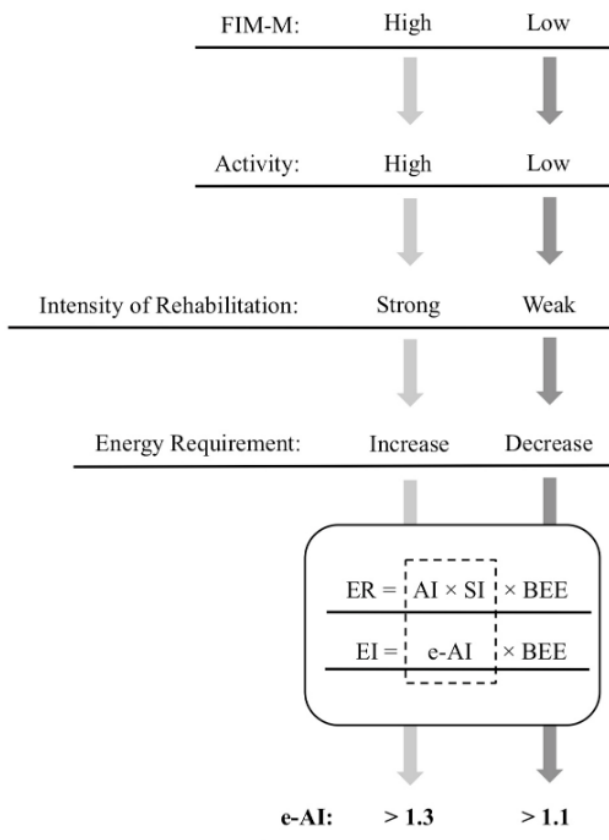 FIM-M: High Low
Activity: High Low
Intensity of Rehabilitation: Strong Weak
Energy Requirement: Increase Decrease
ER = AI × SI × BEE
EI = e-AI × BEE
e-AI: > 1.3 > 1.1